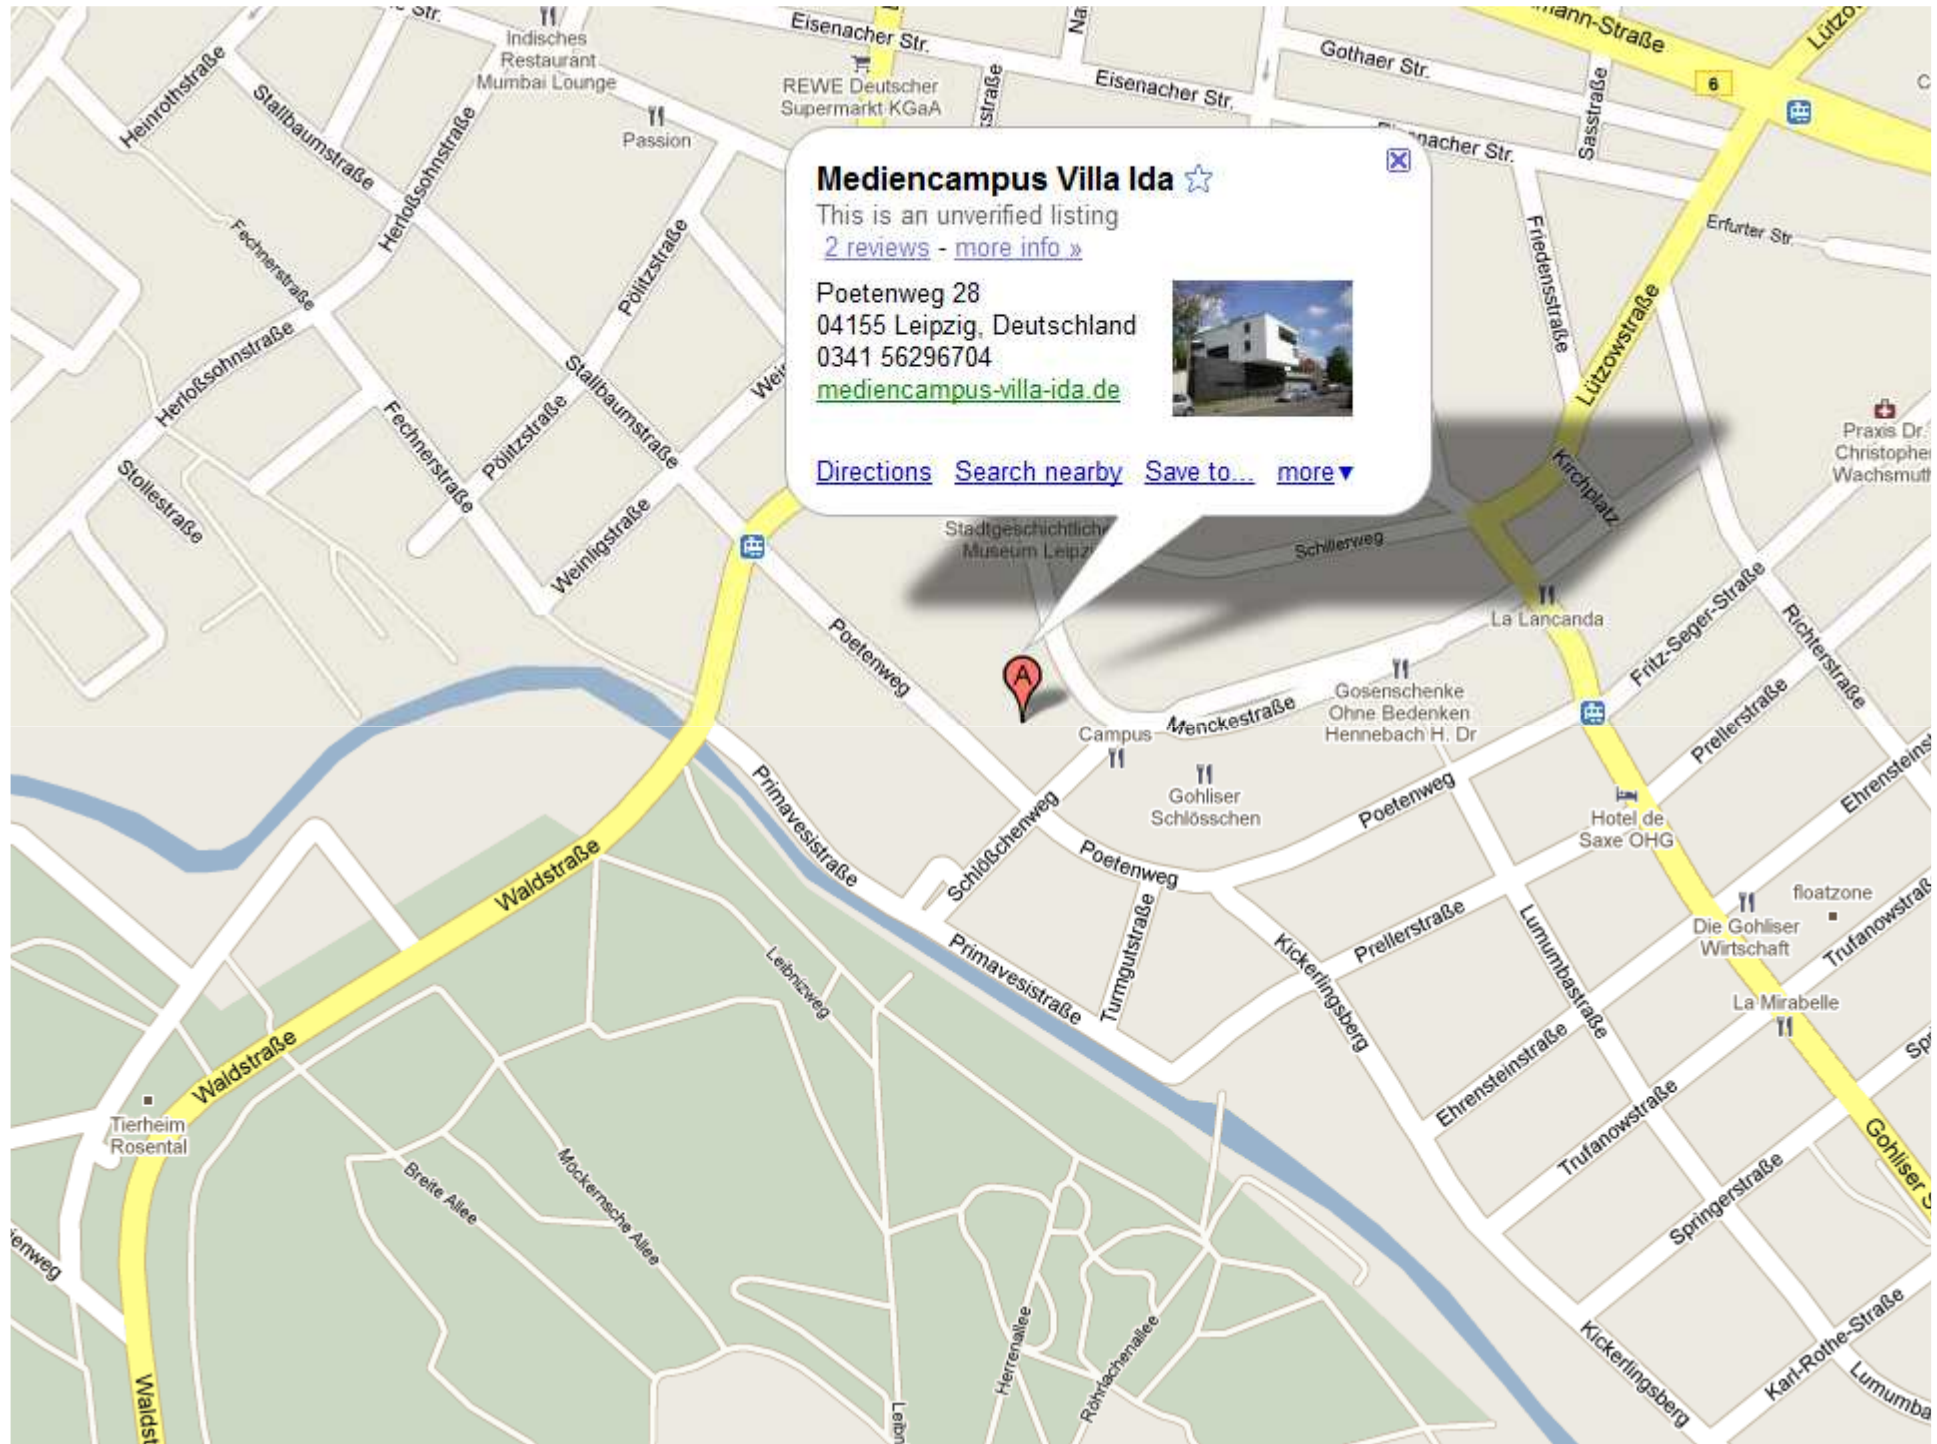 Eisenacher Str.
Gothaer Str.
6
Indisches
Restaurant
Mumbai Lounge
REWE Deutscher
Supermarkt KGaA
Eisenacher Str.
Heinrothstraße
Stallbaumstraße
Herloßsohnstraße
Passion
Sasstraße
Eisenacher Str.
Mediencampus Villa Ida
This is an unverified listing
2 reviews - more info »
Poetenweg 28
04155 Leipzig, Deutschland
0341 56296704
mediencampus-villa-ida.de
Directions Search nearby Save to... more
Friedensstraße
Erfurter Str.
Lützowstraße
Fechnerstraße
Pölitzstraße
Herloßsohnstraße
Stallbaumstraße
Fechnerstraße
Pölitzstraße
Stollestraße
Weinligstraße
Praxis Dr.
Christopher
Kirchplatz
Stadtgeschichtliche
Museum
Schillerweg
La Lancanda
Fritz-Seger-Straße
Richterstraße
Poetenweg
A
Gosenschenke
Ohne Bedenken
Hennebach H. Dr
Menckestraße
Campus
Prellerstraße
Gohliser
Schlösschen
Poetenweg
Hotel de
Saxe OHG
Primavesistraße
Schlößchenweg
Poetenweg
Waldstraße
floatzone
Die Gohliser
Wirtschaft
Prellerstraße
Lumumbastraße
Turmgutstraße
Kickerlingsberg
Primavesistraße
Leibnizweg
La Mirabelle
Waldstraße
Ehrensteinstraße
Trufanowstraße
Tierheim
Rosental
Breite Allee
Möckernsche Allee
Springerstraße
Gohliser
Herrenallee
Röhrlachenallee
Kickerlingsberg
Karl-Rothe-Straße